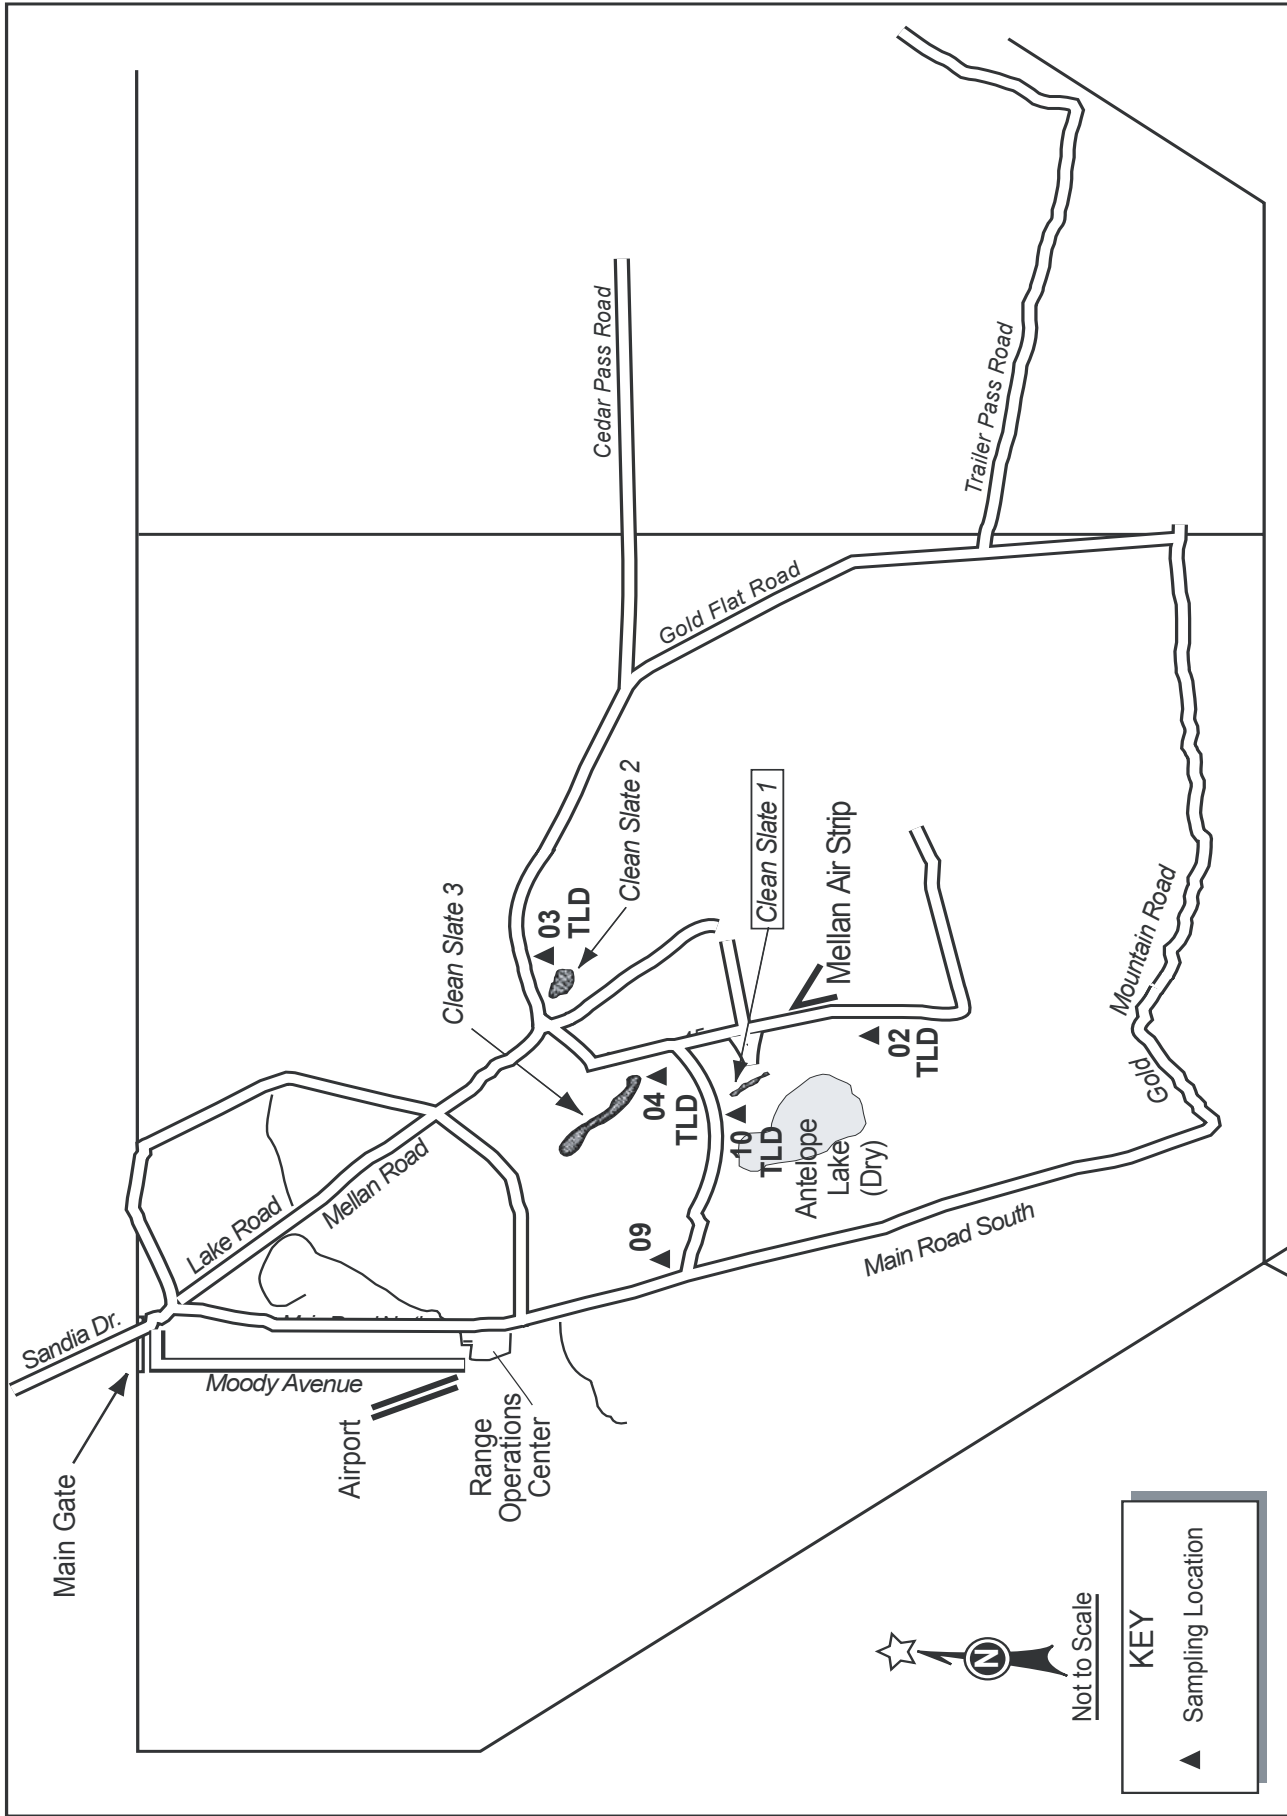 Main Gate
Sandia Dr.
Lake Road
Mellan Road
Moody Avenue
Airport
Range
Operations
Center
Clean Slate 3
Clean Slate 2
Clean Slate 1
Cedar Pass Road
Gold Flat Road
Trailer Pass Road
03
TLD
04
TLD
10
TLD
02
TLD
09
Mellan Air Strip
Antelope
Lake
(Dry)
Main Road South
Gold
Mountain Road
N
Not to Scale
KEY
Sampling Location